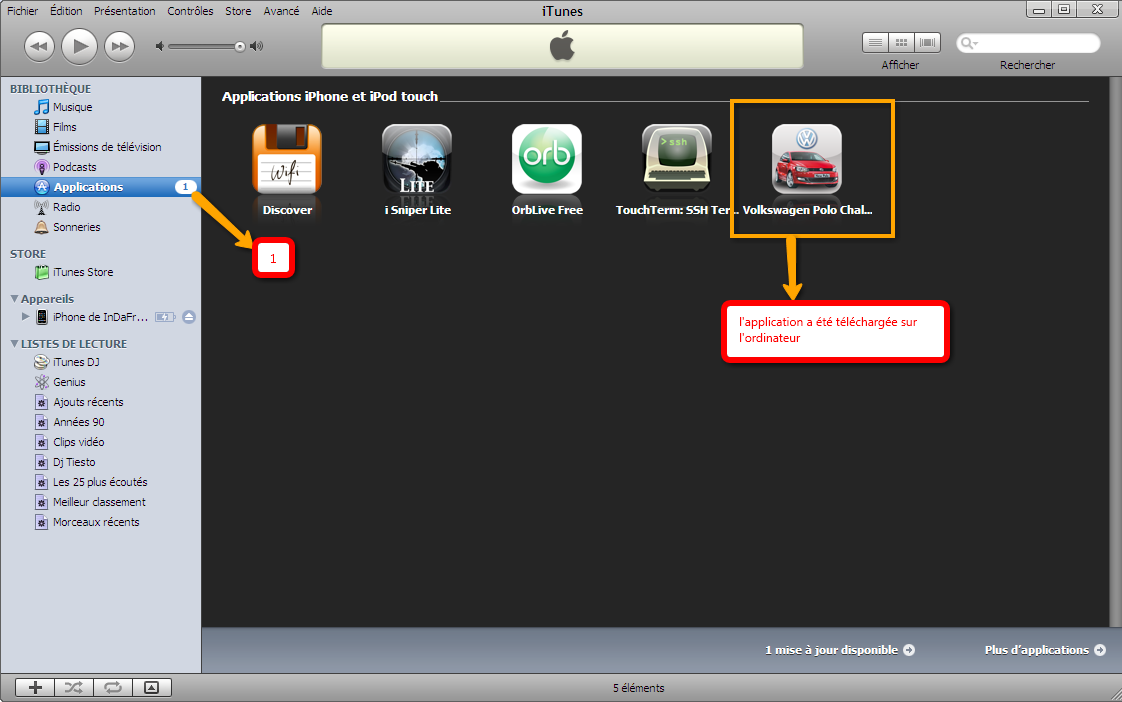 Fichier Édition Présentation Contrôles Store Avancé Aide
iTunes
Afficher
Rechercher
BIBLIOTHÈQUE
Musique
Films
Émissions de télévision
Podcasts
Applications 1
Radio
Sonneries
STORE
iTunes Store
Appareils
iPhone de InDaFr...
LISTES DE LECTURE
iTunes DJ
Genius
Ajouts récents
Années 90
Clips vidéo
Dj Tiesto
Les 25 plus écoutés
Meilleur classement
Morceaux récents
Applications iPhone et iPod touch
Wifi
Discover
LITE
i Sniper Lite
orb
OrbLive Free
>ssh
TouchTerm: SSH Ter...
Volkswagen Polo Chal...
1
l'application a été téléchargée sur
l'ordinateur
1 mise à jour disponible
Plus d'applications
5 éléments